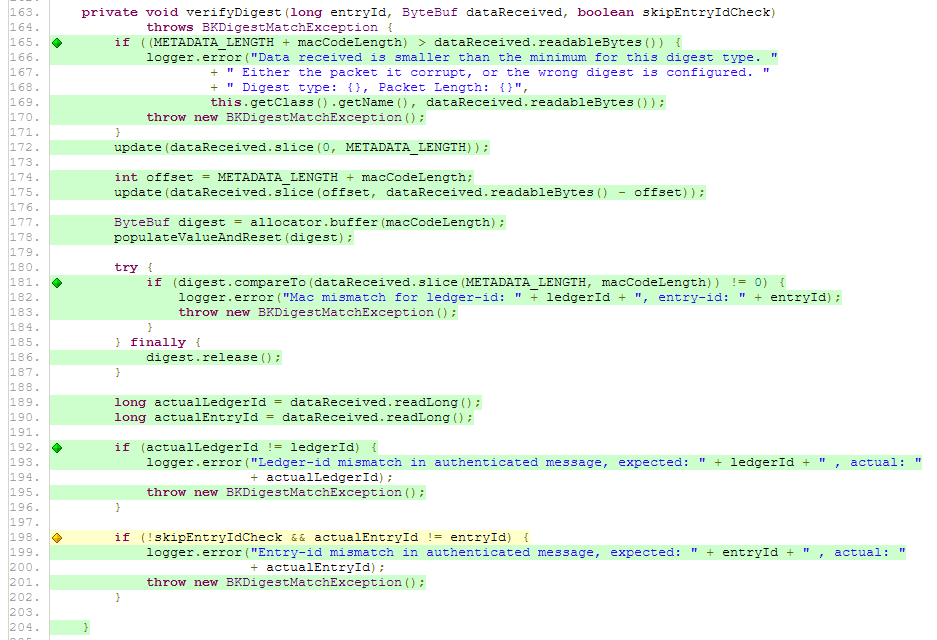 163.     private void verifyDigest(long entryId, ByteBuf dataReceived, boolean skipEntryIdCheck)
164.             throws BKDigestMatchException {
165.         if ((METADATA_LENGTH + macCodeLength) > dataReceived.readableBytes()) {
166.             logger.error("Data received is smaller than the minimum for this digest type. "
167.                     + " Either the packet it corrupt, or the wrong digest is configured. "
168.                     + " Digest type: {}, Packet Length: {}",
169.                     this.getClass().getName(), dataReceived.readableBytes());
170.             throw new BKDigestMatchException();
171.         }
172.         update(dataReceived.slice(0, METADATA_LENGTH));
173.
174.         int offset = METADATA_LENGTH + macCodeLength;
175.         update(dataReceived.slice(offset, dataReceived.readableBytes() - offset));
176.
177.         ByteBuf digest = allocator.buffer(macCodeLength);
178.         populateValueAndReset(digest);
179.
180.         try {
181.             if (digest.compareTo(dataReceived.slice(METADATA_LENGTH, macCodeLength)) != 0) {
182.                 logger.error("Mac mismatch for ledger-id: " + ledgerId + ", entry-id: " + entryId);
183.                 throw new BKDigestMatchException();
184.             }
185.         } finally {
186.             digest.release();
187.         }
188.
189.         long actualLedgerId = dataReceived.readLong();
190.         long actualEntryId = dataReceived.readLong();
191.
192.         if (actualLedgerId != ledgerId) {
193.             logger.error("Ledger-id mismatch in authenticated message, expected: " + ledgerId + " , actual: "
194.                          + actualLedgerId);
195.             throw new BKDigestMatchException();
196.         }
197.
198.         if (!skipEntryIdCheck && actualEntryId != entryId) {
199.             logger.error("Entry-id mismatch in authenticated message, expected: " + entryId + " , actual: "
200.                          + actualEntryId);
201.             throw new BKDigestMatchException();
202.         }
203.
204.     }